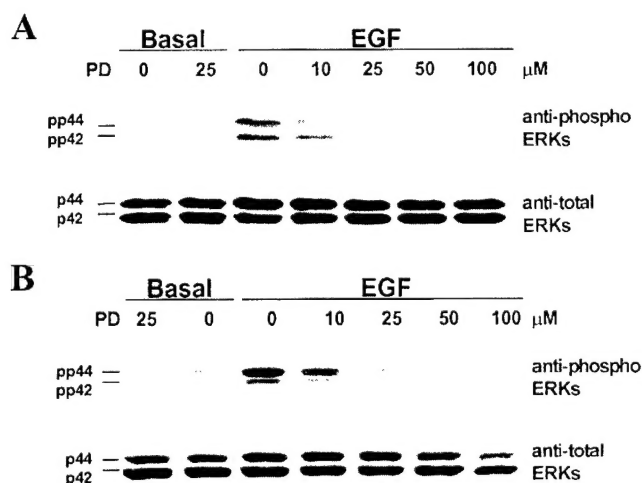 A
Basal EGF
PD 0 25 0 10 25 50 100 μM
pp44 anti-phospho
pp42 ERKs
p44 anti-total
p42 ERKs
B
Basal EGF
PD 25 0 0 10 25 50 100 μM
pp44 anti-phospho
pp42 ERKs
p44 anti-total
p42 ERKs